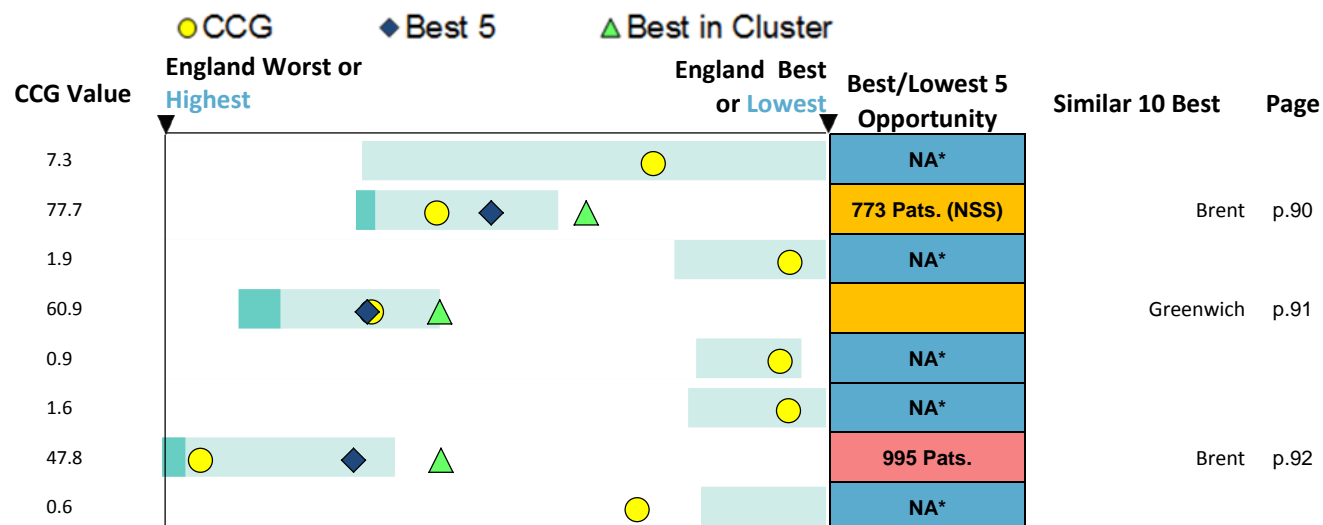 CCG Best 5 Best in Cluster
CCG Value
England Worst or
Highest
England Best
or Lowest
Best/Lowest 5
Opportunity
Similar 10 Best
Page
7.3 NA*
77.7 773 Pats. (NSS) Brent p.90
1.9 NA*
60.9 Greenwich p.91
0.9 NA*
1.6 NA*
47.8 995 Pats. Brent p.92
0.6 NA*